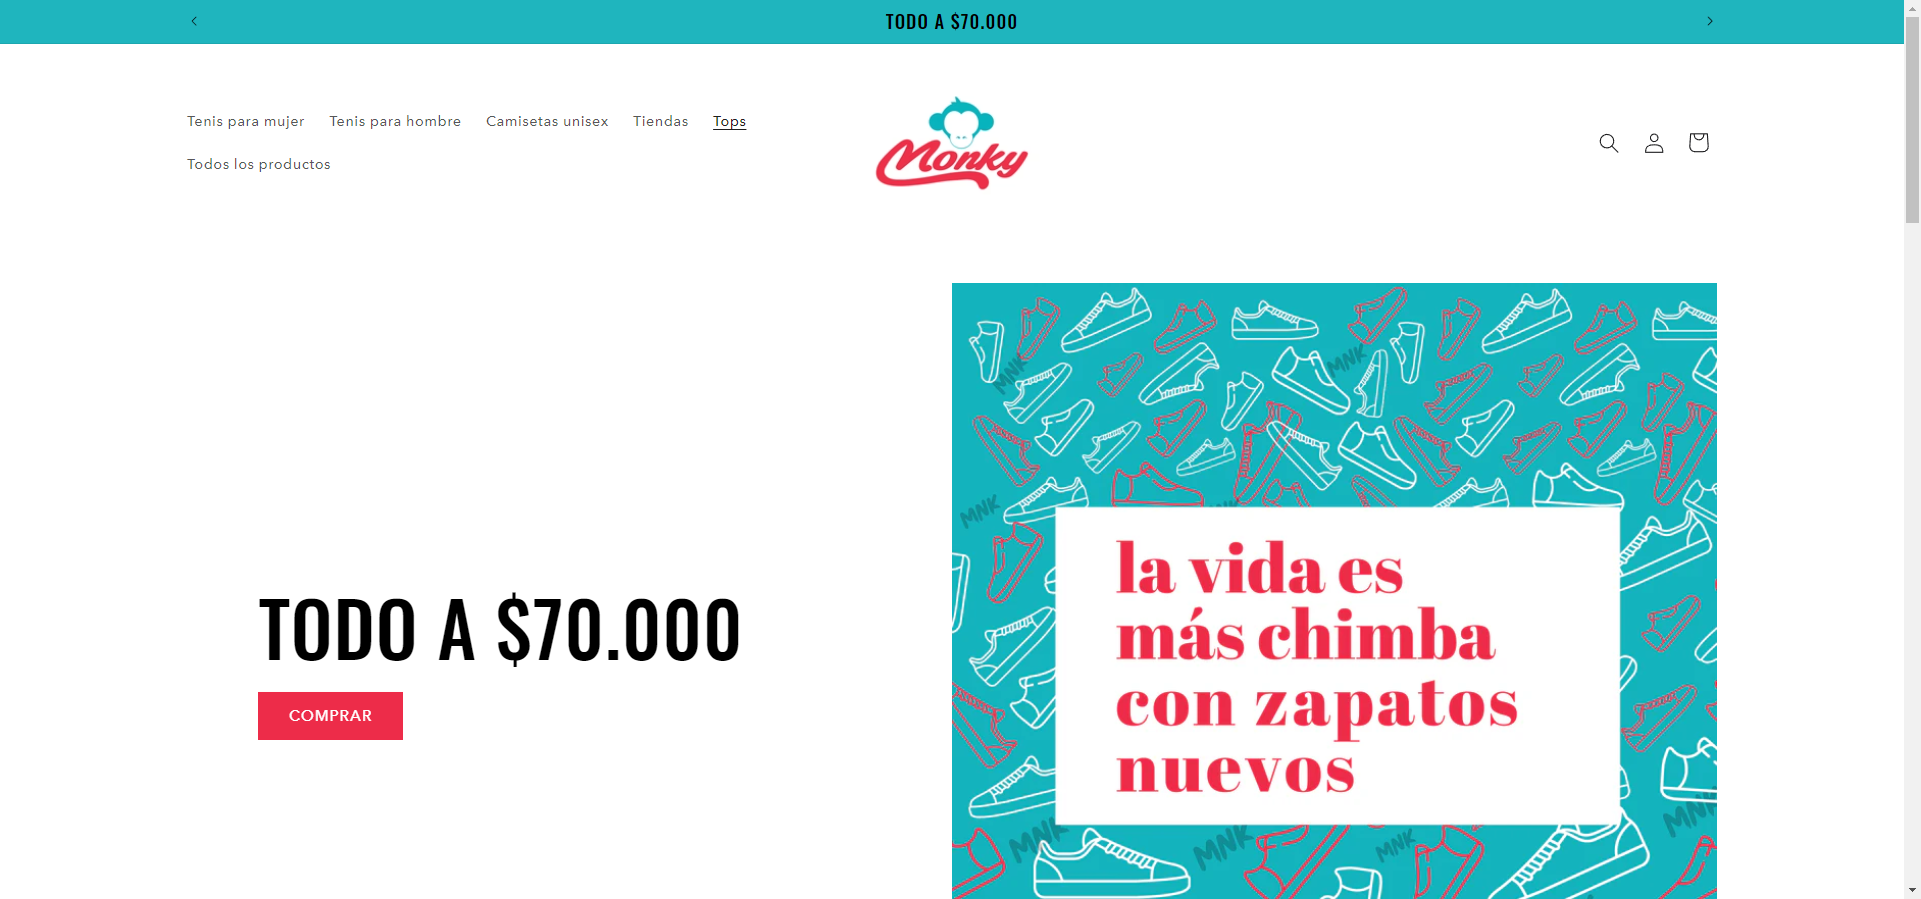 TODO A $70.000
Tenis para mujer Tenis para hombre Camisetas unisex Tiendas Tops
Todos los productos
Monky
TODO A $70.000
COMPRAR
MNK
MNK
MNK
la vida es
más chimba
con zapatos
nuevos
MNK
MNK
MNK
MNK